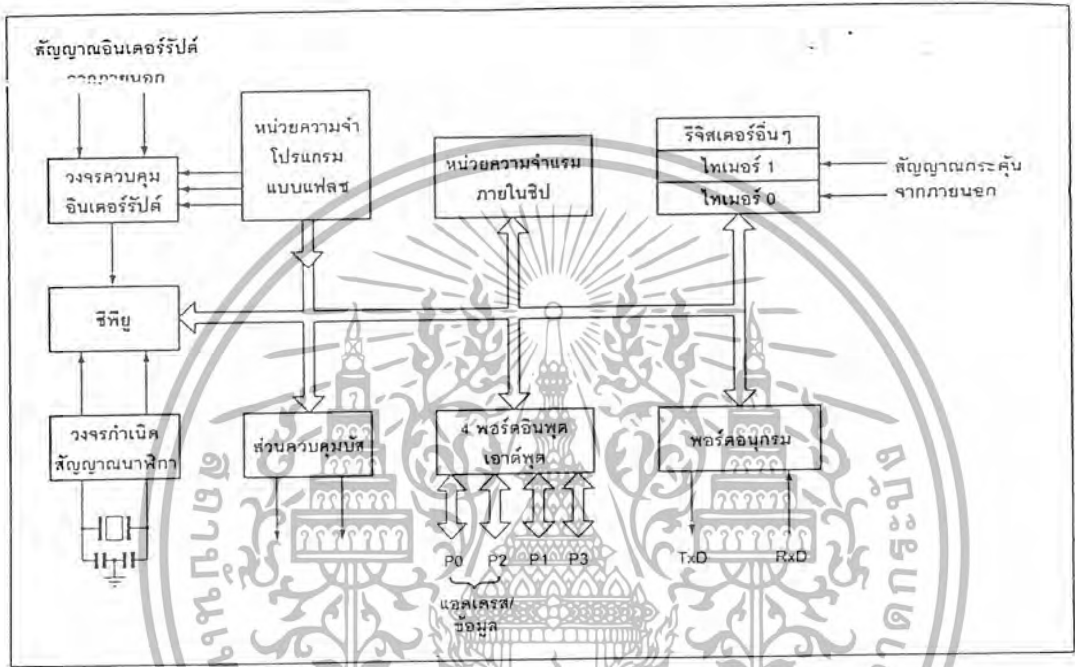 สัญญาณอินเตอร์รัปต์
จากภายนอก
หน่วยความจำ
โปรแกรม
แบบแฟลช
หน่วยความจำแรม
ภายในชิป
รีจิสเตอร์อื่นๆ
ไทเมอร์ 1
ไทเมอร์ 0
สัญญาณกระตุ้น
จากภายนอก
วงจรควบคุม
อินเตอร์รัปต์
ซีพียู
วงจรกำเนิด
สัญญาณนาฬิกา
ส่วนควบคุมบัส
4 พอร์ตอินพุต
เอาต์พุต
พอร์ตอนุกรม
P0 P2 P1 P3
TxD RxD
แอดเดรส/
ข้อมูล